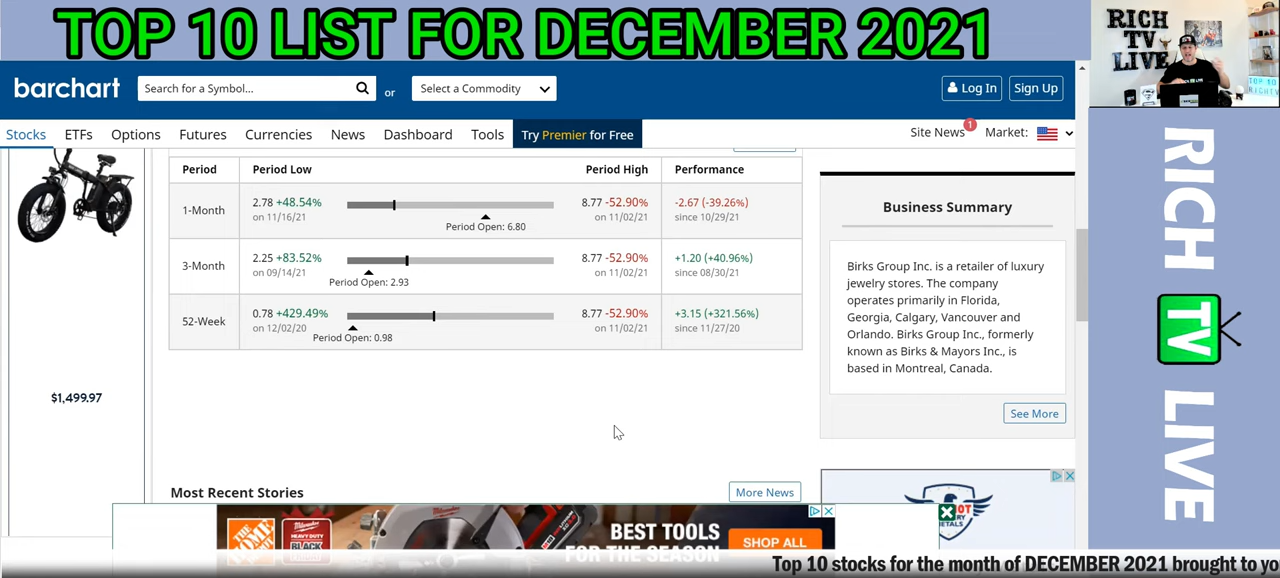 TOP 10 LIST FOR DECEMBER 2021
RICH
TV
LIVE
barchart
Search for a Symbol...
or
Select a Commodity
Log In
Sign Up
Stocks
ETFs
Options
Futures
Currencies
News
Dashboard
Tools
Try Premier for Free
Site News
1
Market:
Period
Period Low
Period High
Performance
1-Month
2.78 +48.54%
on 11/16/21
Period Open: 6.80
8.77 -52.90%
on 11/02/21
-2.67 (-39.26%)
since 10/29/21
3-Month
2.25 +83.52%
on 09/14/21
Period Open: 2.93
8.77 -52.90%
on 11/02/21
+1.20 (+40.96%)
since 08/30/21
52-Week
0.78 +429.49%
on 12/02/20
Period Open: 0.98
8.77 -52.90%
on 11/02/21
+3.15 (+321.56%)
since 11/27/20
$1,499.97
Business Summary
Birks Group Inc. is a retailer of luxury
jewelry stores. The company
operates primarily in Florida,
Georgia, Calgary, Vancouver and
Orlando. Birks Group Inc., formerly
known as Birks & Mayors Inc., is
based in Montreal, Canada.
See More
Most Recent Stories
More News
Milwaukee
HEAVY DUTY
BEST TOOLS
FOR THE SEASON
SHOP ALL
RICH
TV
LIVE
Top 10 stocks for the month of DECEMBER 2021 brought to yo